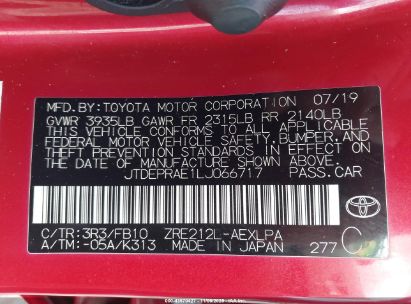 MFD. BY: TOYOTA MOTOR CORPORATION 07/19
GVWR 3935LB GAWR FR 2315LB RR 2140LB
THIS VEHICLE CONFORMS TO ALL APPLICABLE
FEDERAL MOTOR VEHICLE SAFETY, BUMPER, AND
THEFT PREVENTION STANDARDS IN EFFECT ON
THE DATE OF MANUFACTURE SHOWN ABOVE.
JTDEPRAE1LJ066717 PASS.CAR
C/TR: 3R3/FB10 ZRE212L-AEXLPA
A/TM: -05A/K313 MADE IN JAPAN 277 C
TOYOTA